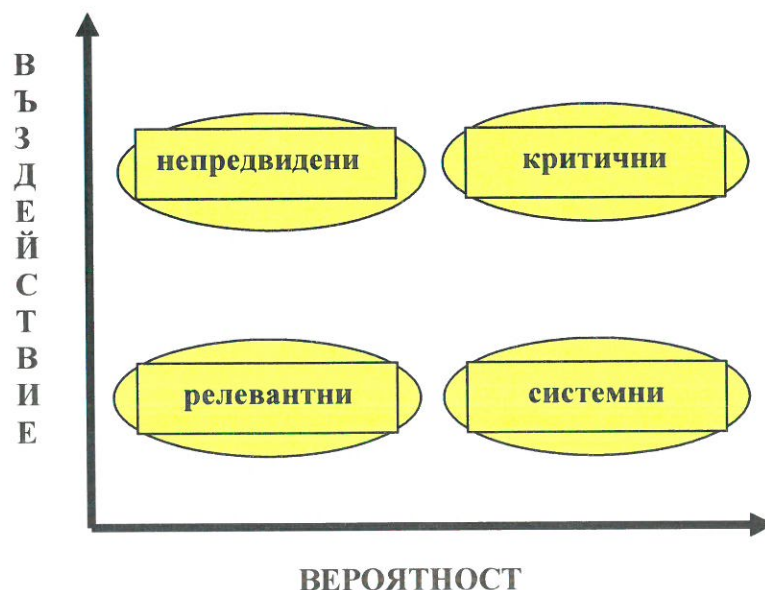 ВЪЗДЕЙСТВИЕ
непредвидени
критични
релевантни
системни
ВЕРОЯТНОСТ